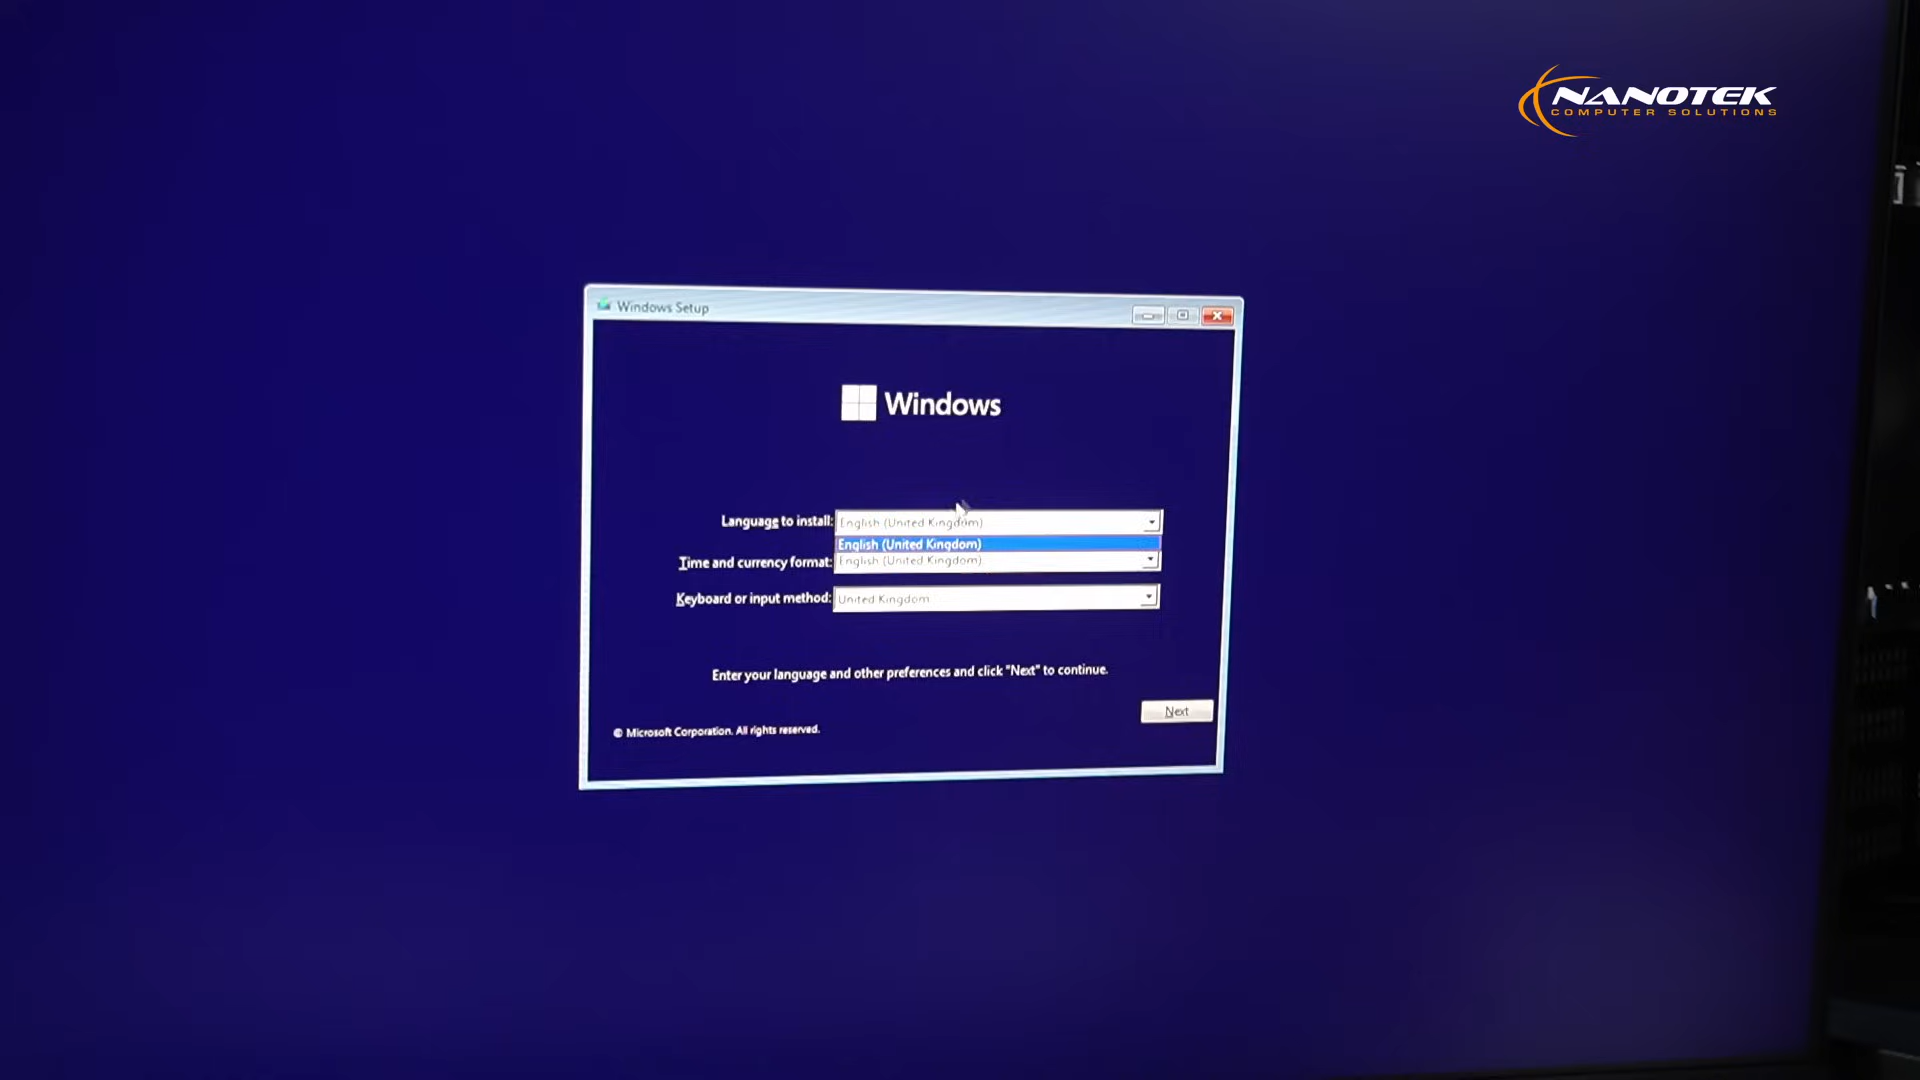 NANOTEK
COMPUTER SOLUTIONS
Windows Setup
Windows
Language to install: English (United Kingdom)
English (United Kingdom)
Time and currency format: English (United Kingdom)
Keyboard or input method: United Kingdom
Enter your language and other preferences and click "Next" to continue.
Next
© Microsoft Corporation. All rights reserved.